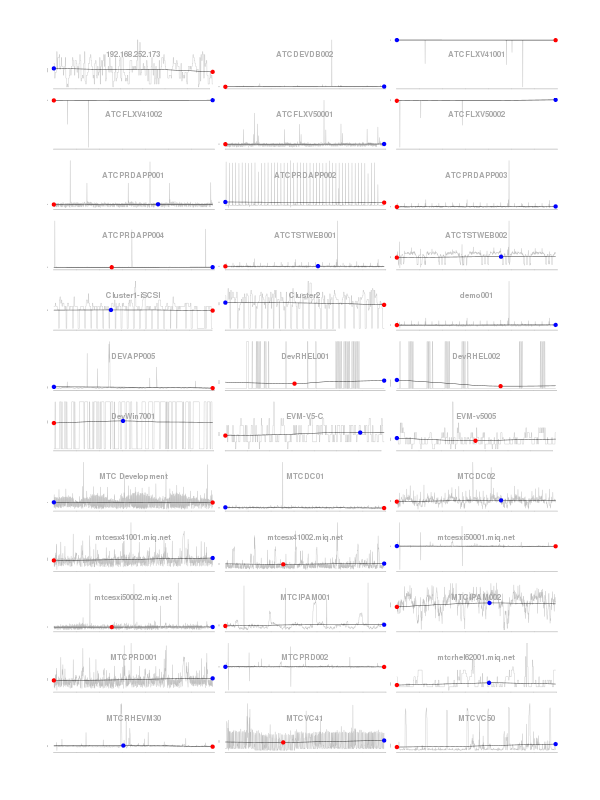 192.168.252.173 ATCDEVDB002 ATCFLXV41001
ATCFLXV41002 ATCFLXV50001 ATCFLXV50002
ATCPRDAPP001 ATCPRDAPP002 ATCPRDAPP003
ATCPRDAPP004 ATCTSTWEB001 ATCTSTWEB002
Cluster1-iSCSI Cluster2 demo001
DEVAPP005 DevRHEL001 DevRHEL002
DevWin7001 EVM-V5-C EVM-v5005
MTC Development MTCDC01 MTCDC02
mtcesx41001.miq.net mtcesx41002.miq.net mtcesxi50001.miq.net
mtcesxi50002.miq.net MTCIPAM001 MTCIPAM002
MTCPRD001 MTCPRD002 mtcrhel62001.miq.net
MTCRHEVM30 MTCVC41 MTCVC50